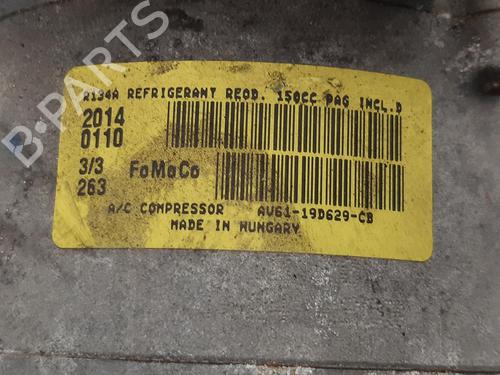 R134A REFRIGERANT REQD. 150CC PAG INCL.D
2014
0110
3/3
263
FoMoCo
A/C COMPRESSOR AV61-19D629-CB
MADE IN HUNGARY
B-PARTS